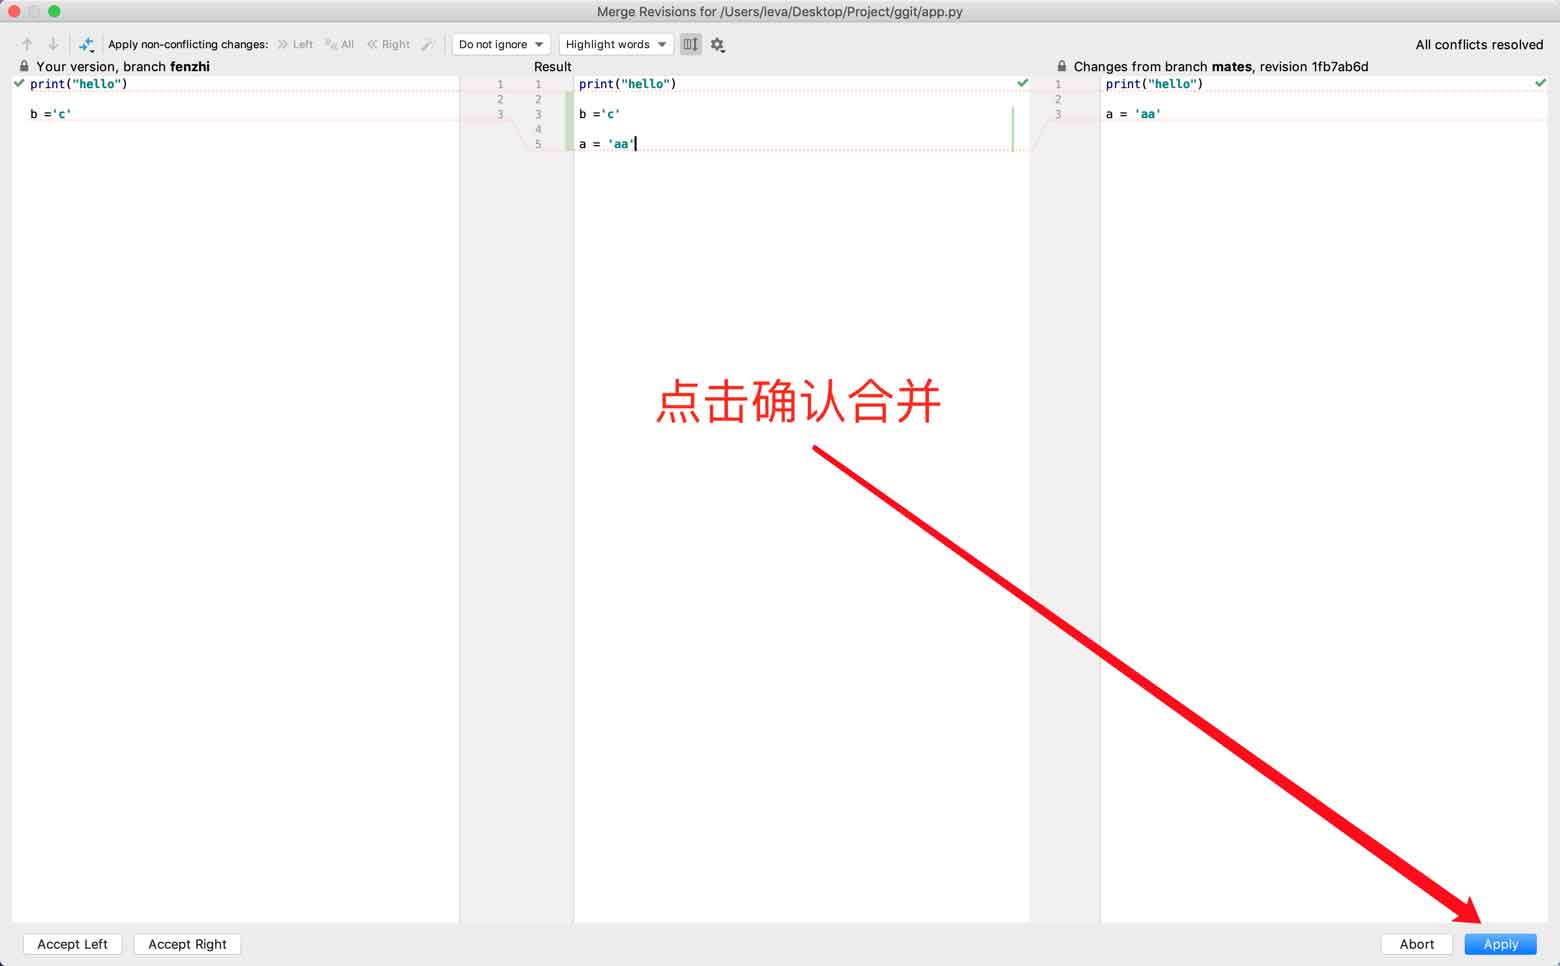 Merge Revisions for /Users/leva/Desktop/Project/ggit/app.py
Apply non-conflicting changes: Left All Right Do not ignore Highlight words All conflicts resolved
Your version, branch fenzhi
print("hello")
b ='c'
1
2
3
Result
1
2
3
4
5
print("hello")
b ='c'
a = 'aa'
Changes from branch mates, revision 1fb7ab6d
1
2
3
print("hello")
a = 'aa'
点击确认合并
Accept Left Accept Right Abort Apply